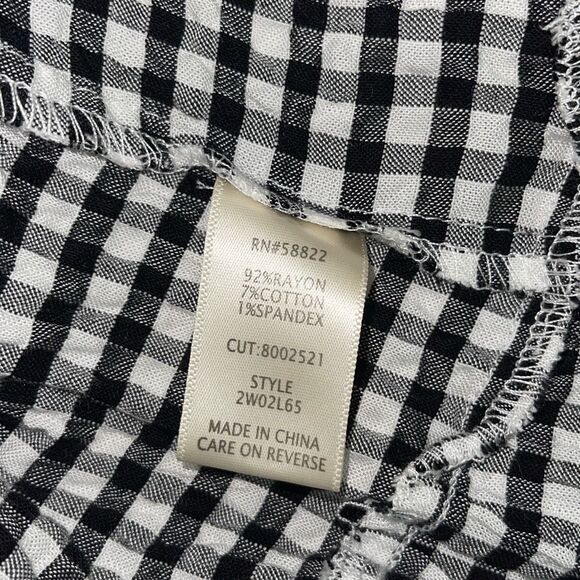 RN#58822
92%RAYON
7%COTTON
1%SPANDEX
CUT:8002521
STYLE
2W02L65
MADE IN CHINA
CARE ON REVERSE